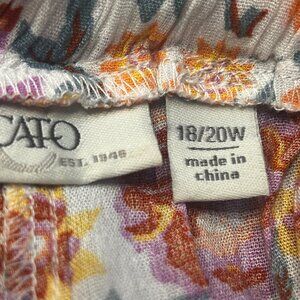 CATO
EST. 1946
18/20W
made in
china